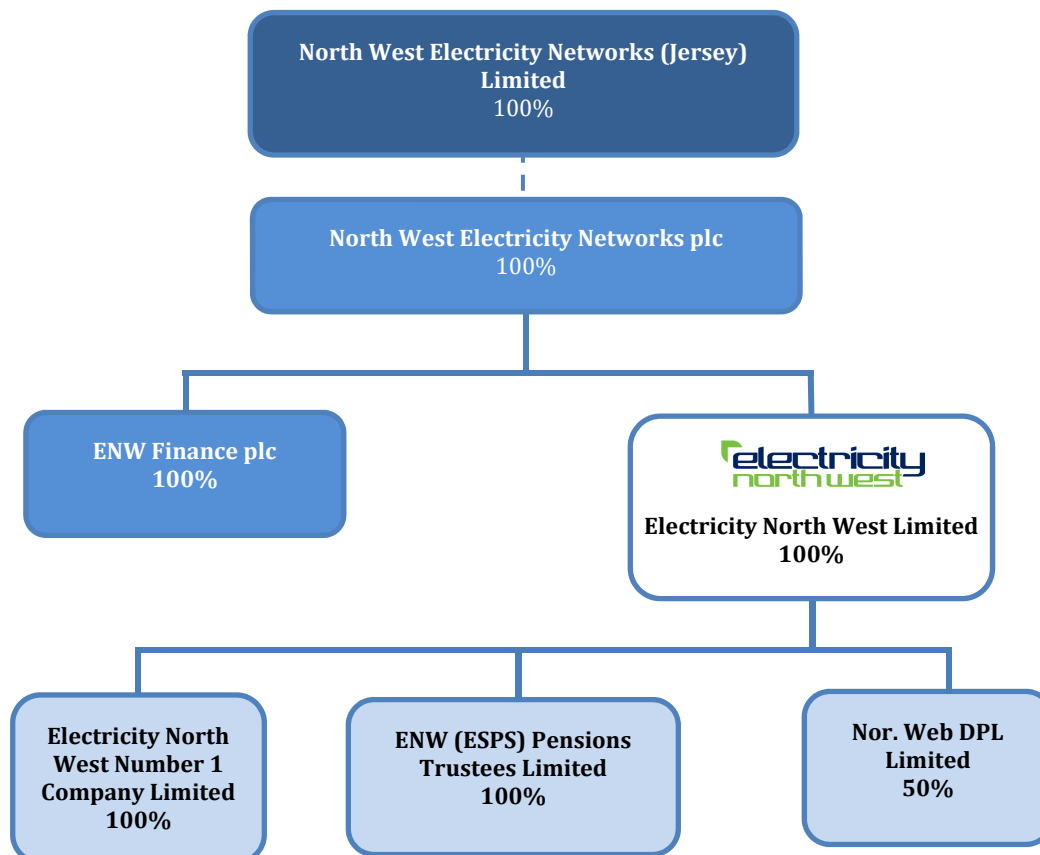 North West Electricity Networks (Jersey)
Limited
100%
North West Electricity Networks plc
100%
ENW Finance plc
100%
electricity
north west
Electricity North West Limited
100%
Electricity North
West Number 1
Company Limited
100%
ENW (ESPS) Pensions
Trustees Limited
100%
Nor. Web DPL
Limited
50%